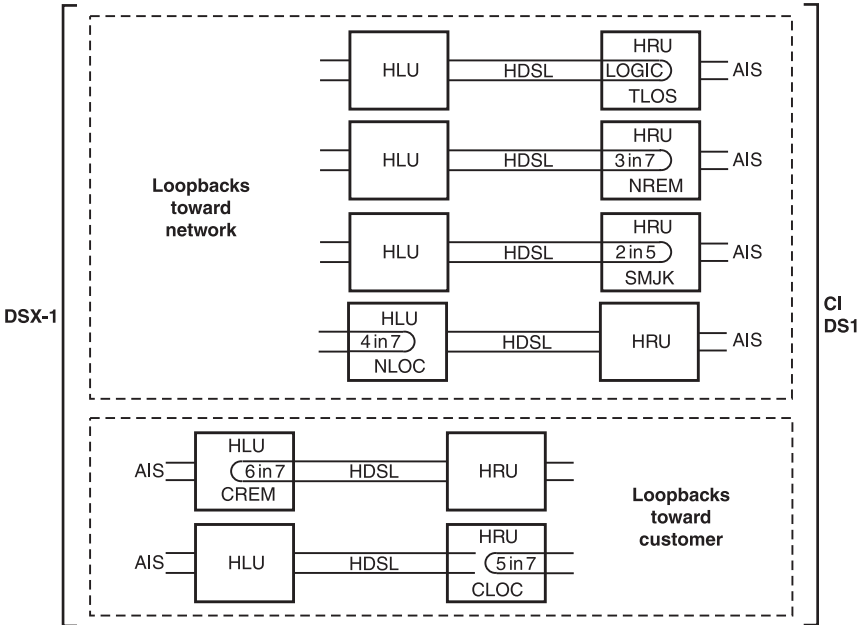 HRU
HLU HDSL LOGIC AIS
TLOS
HRU
HLU HDSL 3 in 7 AIS
NREM
Loopbacks
toward
network
HRU
HLU HDSL 2 in 5 AIS
SMJK
DSX-1
CI
DS1
HLU
4 in 7 HDSL HRU AIS
NLOC
HLU
AIS 6 in 7 HDSL HRU
CREM
Loopbacks
toward
customer
HRU
AIS HLU HDSL 5 in 7
CLOC